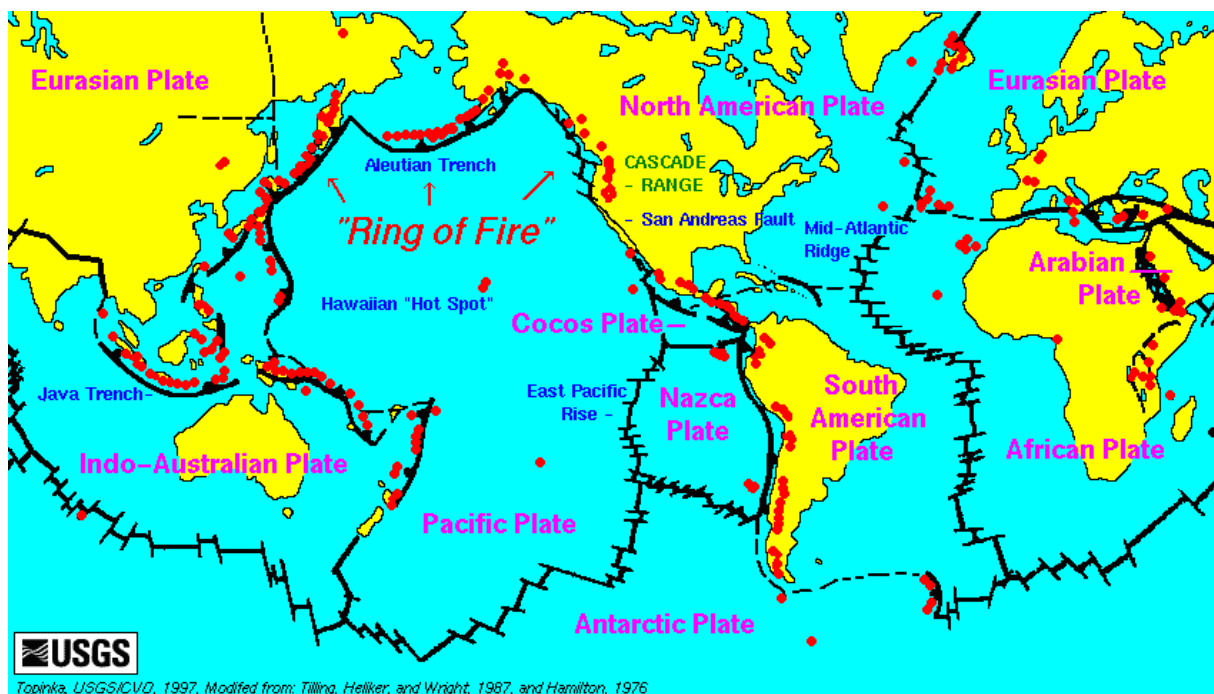 Eurasian Plate
North American Plate
Eurasian Plate
Aleutian Trench
CASCADE
- RANGE
"Ring of Fire"
- San Andreas Fault
Mid-Atlantic
Ridge
Arabian
Plate
Hawaiian "Hot Spot"
Cocos Plate
Java Trench-
East Pacific
Rise -
Nazca
Plate
South
American
Plate
Indo-Australian Plate
African Plate
Pacific Plate
Antarctic Plate
USGS
Topinka, USGS/CVO, 1997, Modifed from: Tilling, Heliker, and Wright, 1987, and Hamilton, 1976